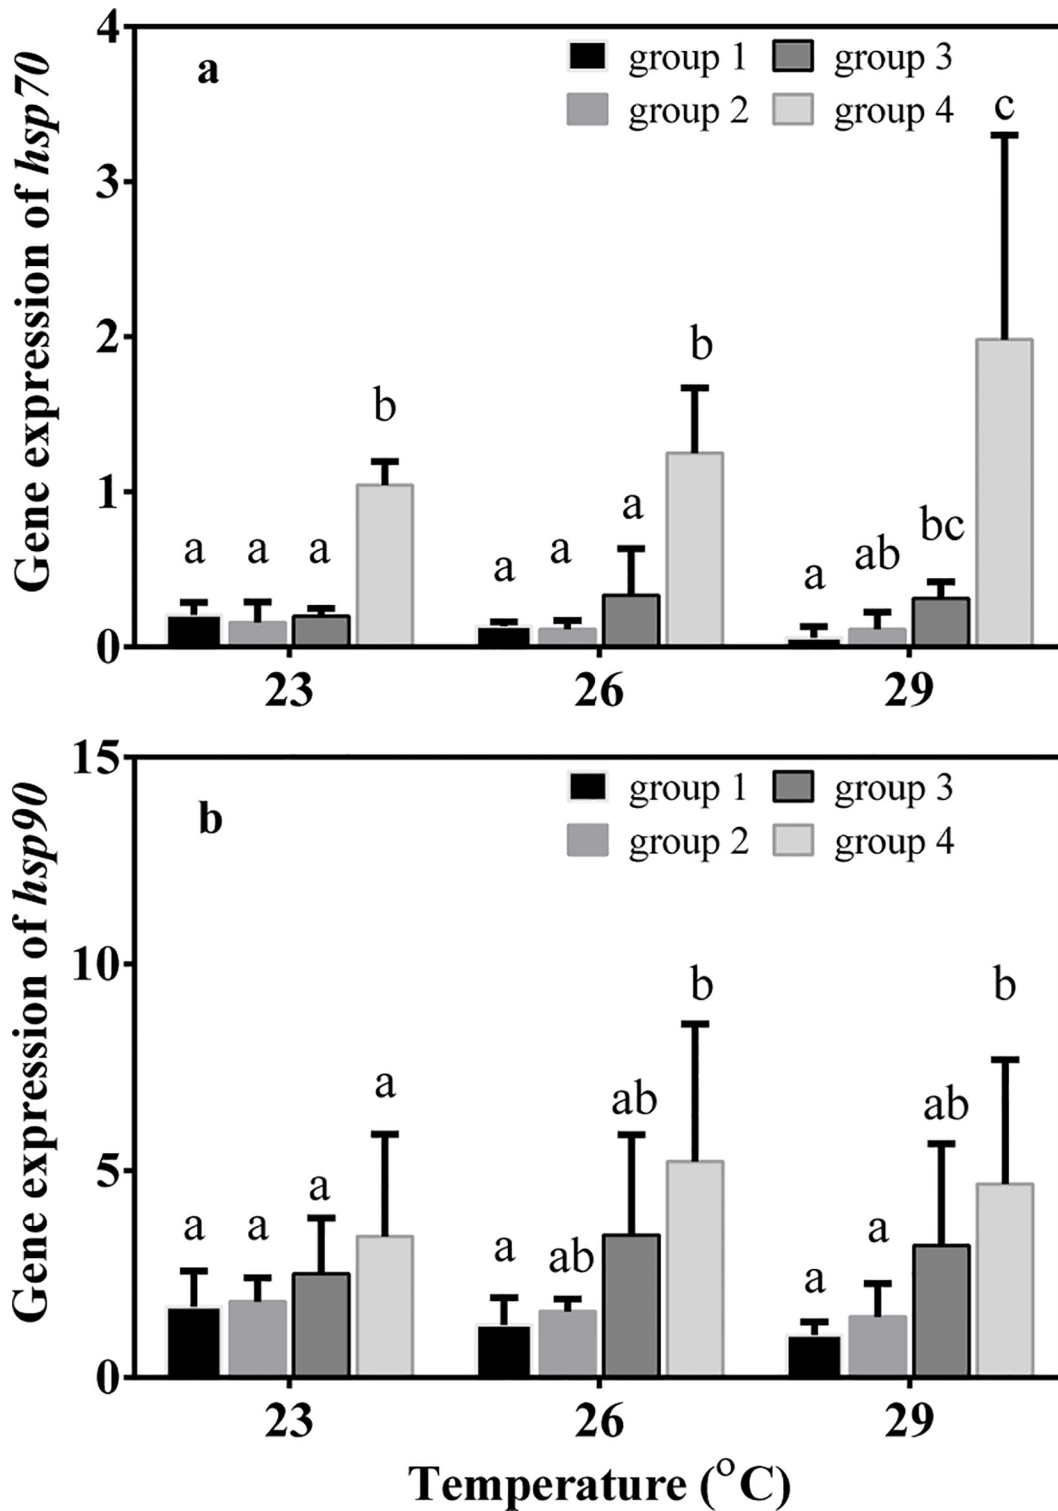 Gene expression of hsp70
a
group 1
group 3
group 2
group 4
4
3
2
1
0
a
a
a
b
a
a
a
b
a
ab
bc
c
23
26
29
Gene expression of hsp90
b
group 1
group 3
group 2
group 4
15
10
5
0
a
a
a
a
a
ab
ab
b
a
a
ab
b
23
26
29
Temperature (°C)